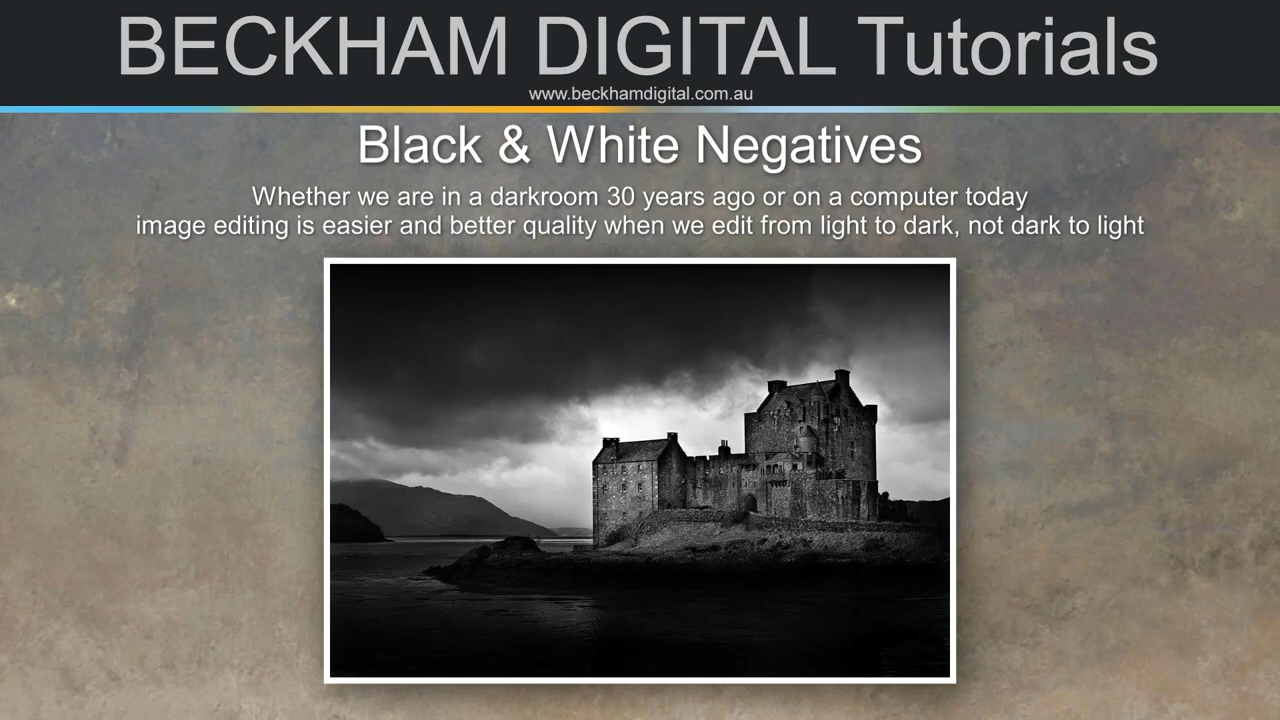 BECKHAM DIGITAL Tutorials
www.beckhamdigital.com.au
Black & White Negatives
Whether we are in a darkroom 30 years ago or on a computer today
image editing is easier and better quality when we edit from light to dark, not dark to light